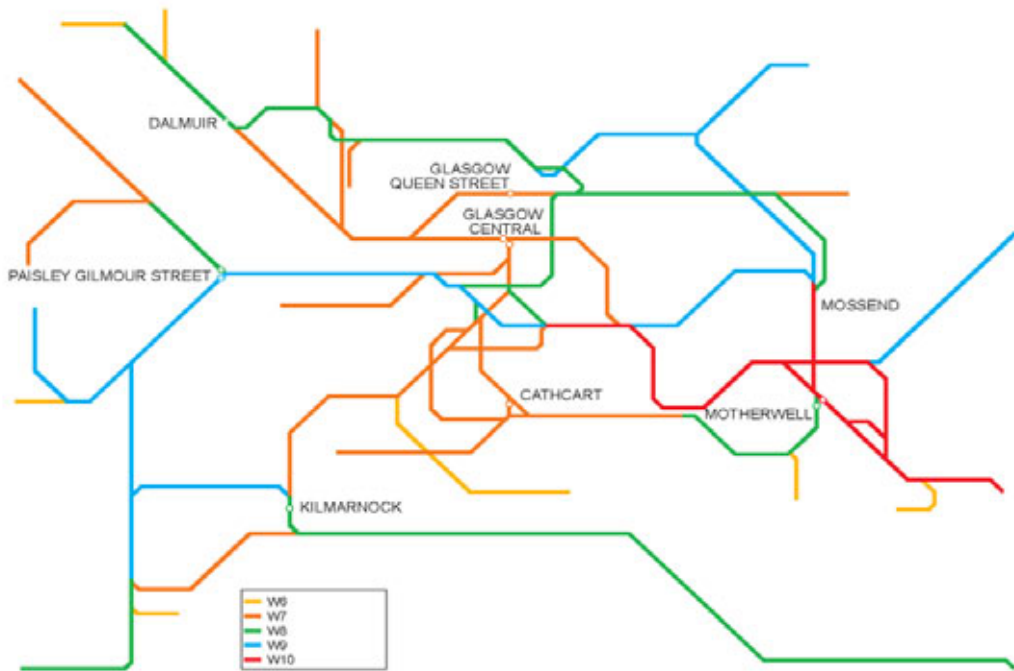 DALMUIR
GLASGOW
QUEEN STREET
GLASGOW
CENTRAL
PAISLEY GILMOUR STREET
MOSSEND
CATHCART
MOTHERWELL
KILMARNOCK
W6
W7
W8
W9
W10